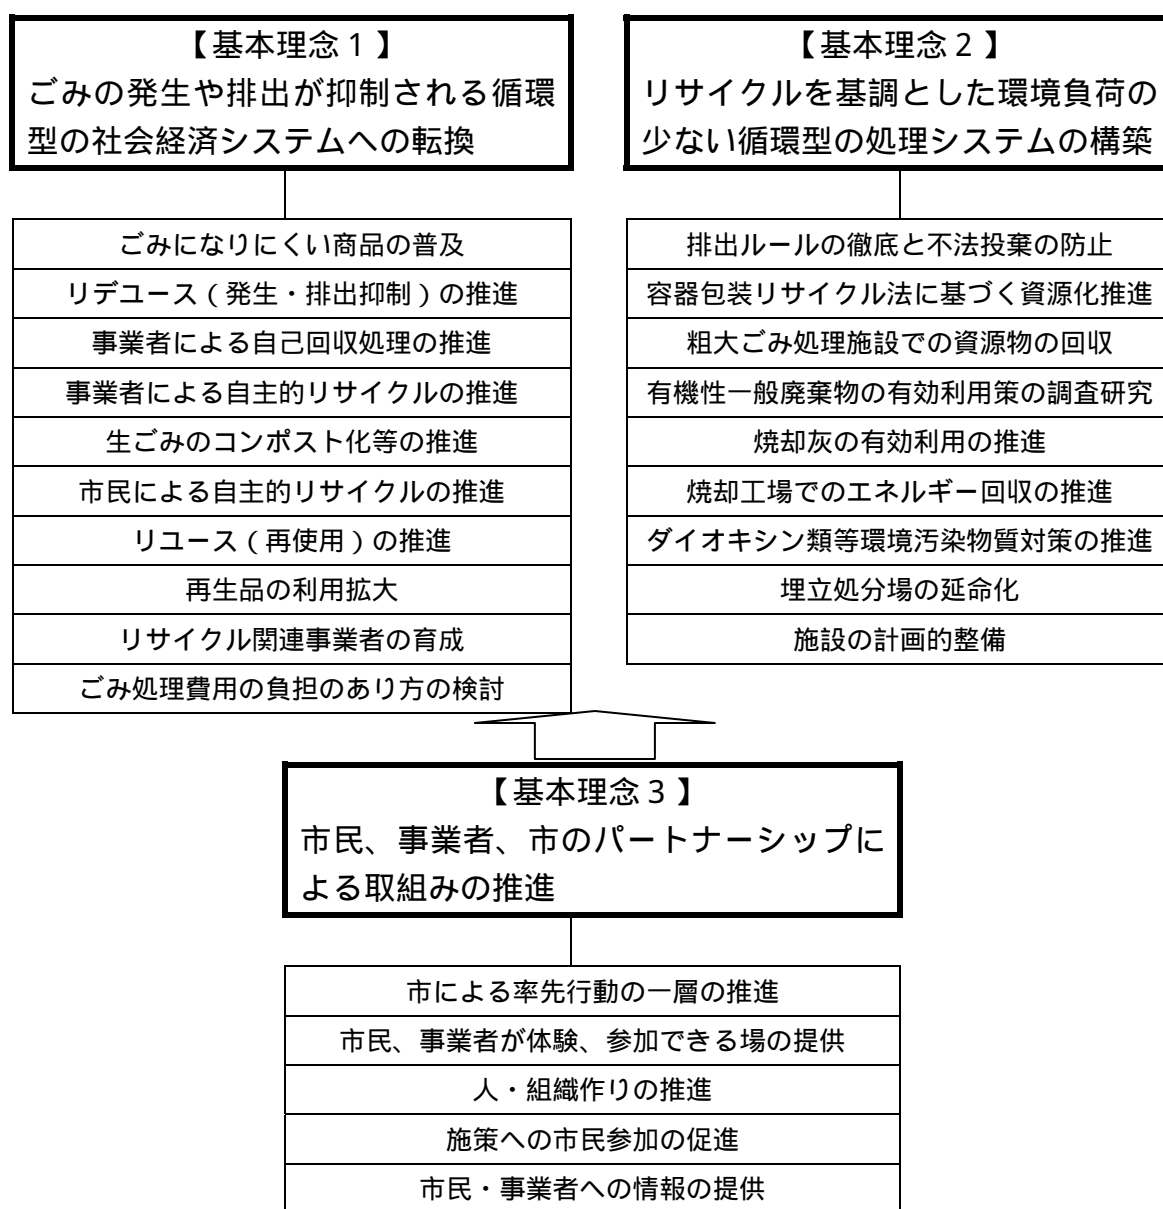 【基本理念1】
ごみの発生や排出が抑制される循環
型の社会経済システムへの転換
ごみになりにくい商品の普及
リデュース(発生・排出抑制)の推進
事業者による自己回収処理の推進
事業者による自主的リサイクルの推進
生ごみのコンポスト化等の推進
市民による自主的リサイクルの推進
リユース(再使用)の推進
再生品の利用拡大
リサイクル関連事業者の育成
ごみ処理費用の負担のあり方の検討
【基本理念2】
リサイクルを基調とした環境負荷の
少ない循環型の処理システムの構築
排出ルールの徹底と不法投棄の防止
容器包装リサイクル法に基づく資源化推進
粗大ごみ処理施設での資源物の回収
有機性一般廃棄物の有効利用策の調査研究
焼却灰の有効利用の推進
焼却工場でのエネルギー回収の推進
ダイオキシン類等環境汚染物質対策の推進
埋立処分場の延命化
施設の計画的整備
【基本理念3】
市民、事業者、市のパートナーシップに
よる取組みの推進
市による率先行動の一層の推進
市民、事業者が体験、参加できる場の提供
人・組織作りの推進
施策への市民参加の促進
市民・事業者への情報の提供